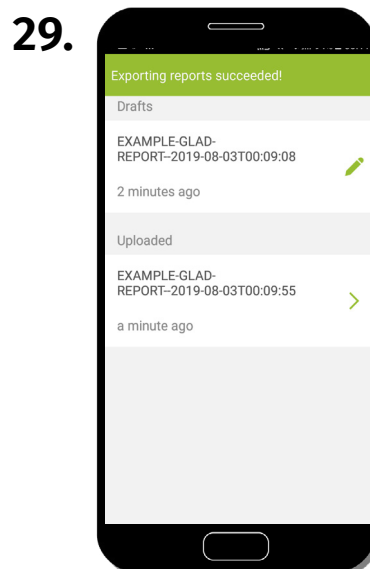 29.
Exporting reports succeeded!
Drafts
EXAMPLE-GLAD-
REPORT--2019-08-03T00:09:08
2 minutes ago
Uploaded
EXAMPLE-GLAD-
REPORT--2019-08-03T00:09:55
a minute ago